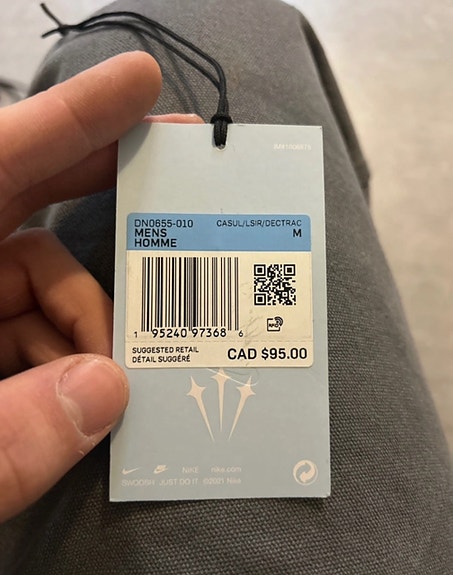 DN0655-010 CASUL/LSIR/DECTRAC
MENS M
HOMME
1 95240 97368 6
RFID
SUGGESTED RETAIL
DÉTAIL SUGGÉRÉ CAD $95.00
NIKE nike.com
SWOOSH JUST DO IT. ©2021 Nike